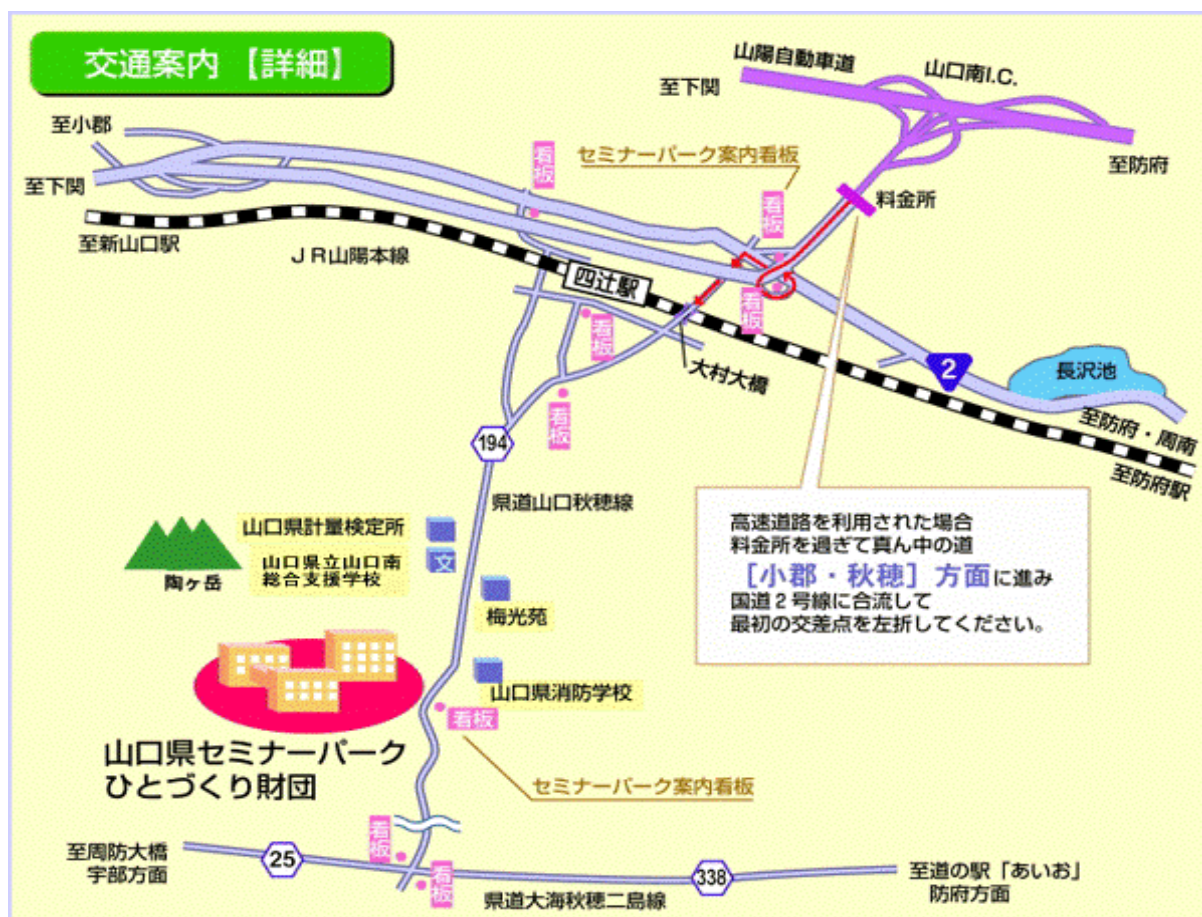 交通案内【詳細】
山陽自動車道
山口南I.C.
至下関
至防府
至小郡
至下関
看板
セミナーパーク案内看板
看板
料金所
至新山口駅
JR山陽本線
四辻駅
看板
看板
大村大橋
2
長沢池
至防府・周南
至防府駅
看板
194
県道山口秋穂線
高速道路を利用された場合
料金所を過ぎて真ん中の道
［小郡・秋穂］方面に進み
国道2号線に合流して
最初の交差点を左折してください。
陶ヶ岳
山口県計量検定所
山口県立山口南
総合支援学校
文
梅光苑
山口県消防学校
看板
山口県セミナーパーク
ひとづくり財団
セミナーパーク案内看板
看板
至周防大橋
宇部方面
25
看板
県道大海秋穂二島線
338
至道の駅「あいお」
防府方面